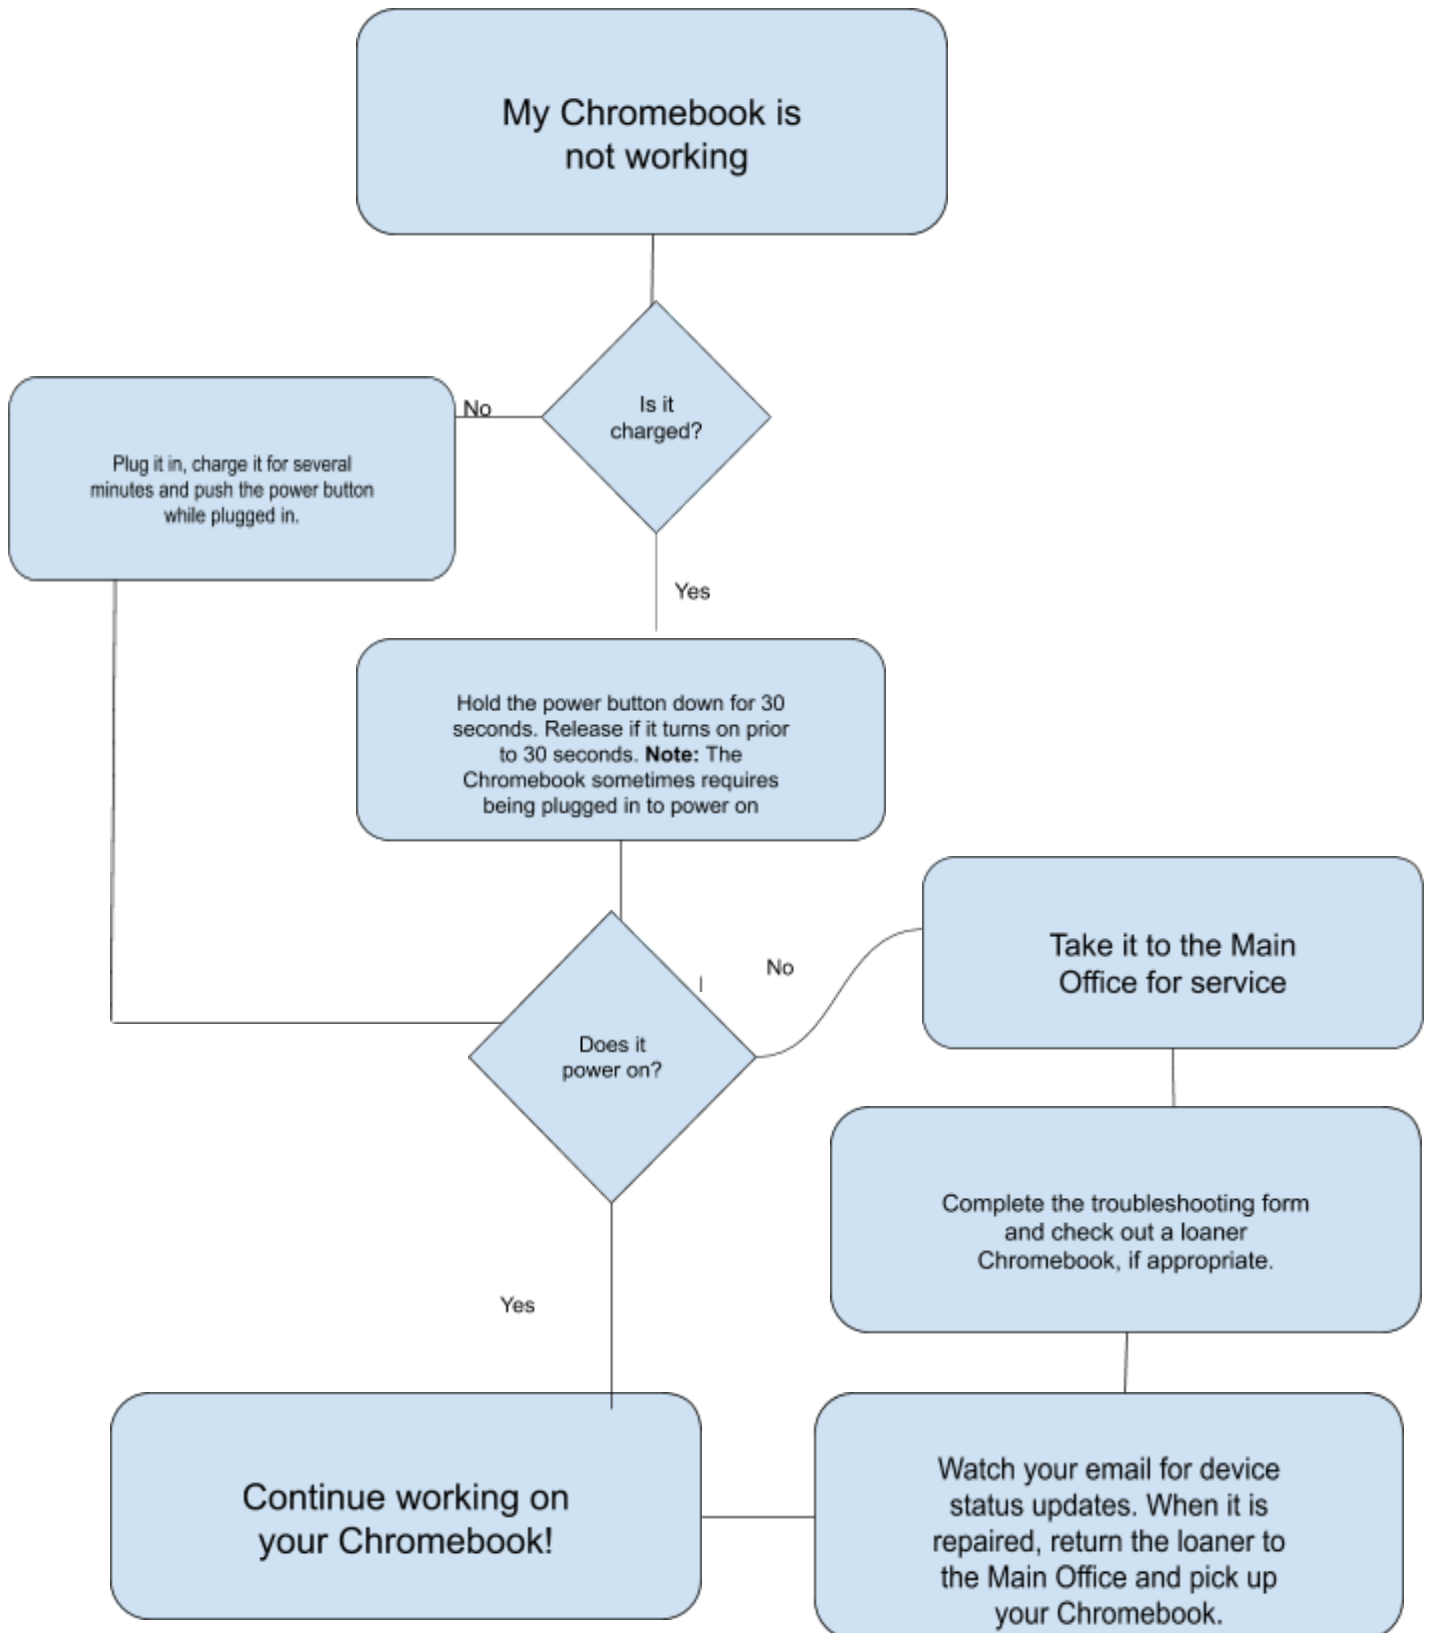 My Chromebook is
not working
Is it
charged?
No
Plug it in, charge it for several
minutes and push the power button
while plugged in.
Yes
Hold the power button down for 30
seconds. Release if it turns on prior
to 30 seconds. Note: The
Chromebook sometimes requires
being plugged in to power on
Does it
power on?
No
Take it to the Main
Office for service
Complete the troubleshooting form
and check out a loaner
Chromebook, if appropriate.
Yes
Continue working on
your Chromebook!
Watch your email for device
status updates. When it is
repaired, return the loaner to
the Main Office and pick up
your Chromebook.